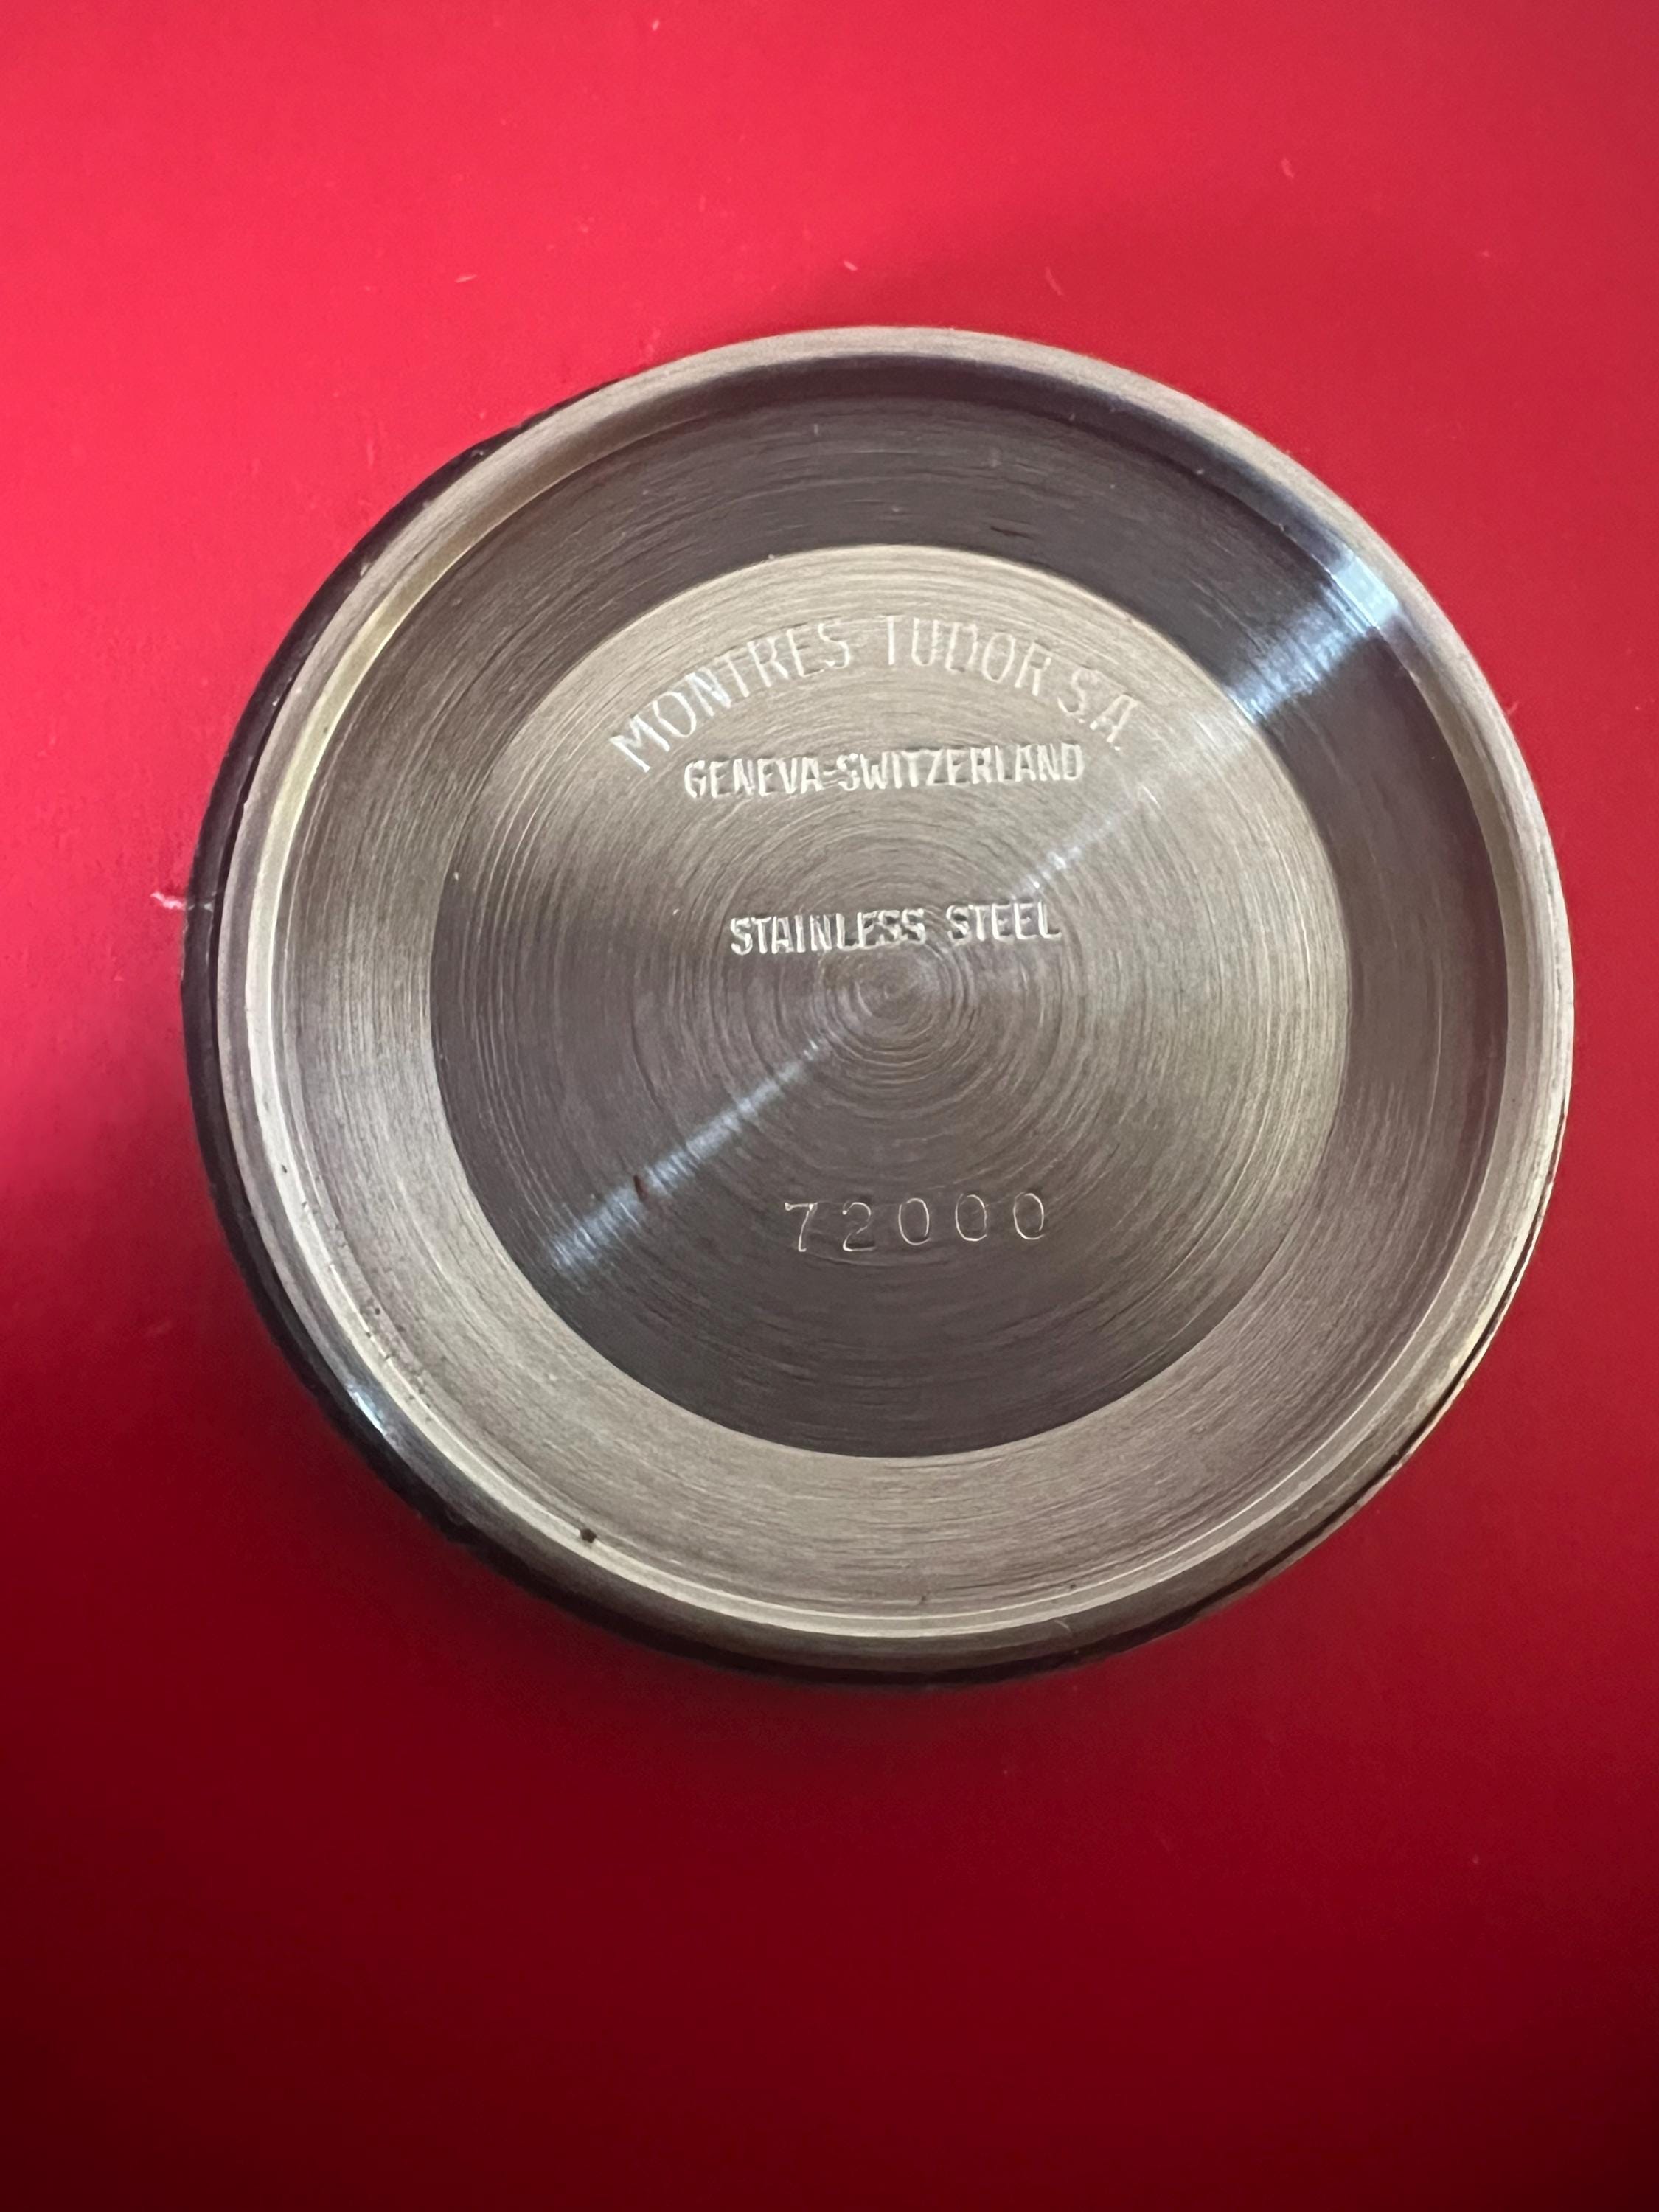 MONTRES TUDOR S.A.
GENEVA-SWITZERLAND
STAINLESS STEEL
72000